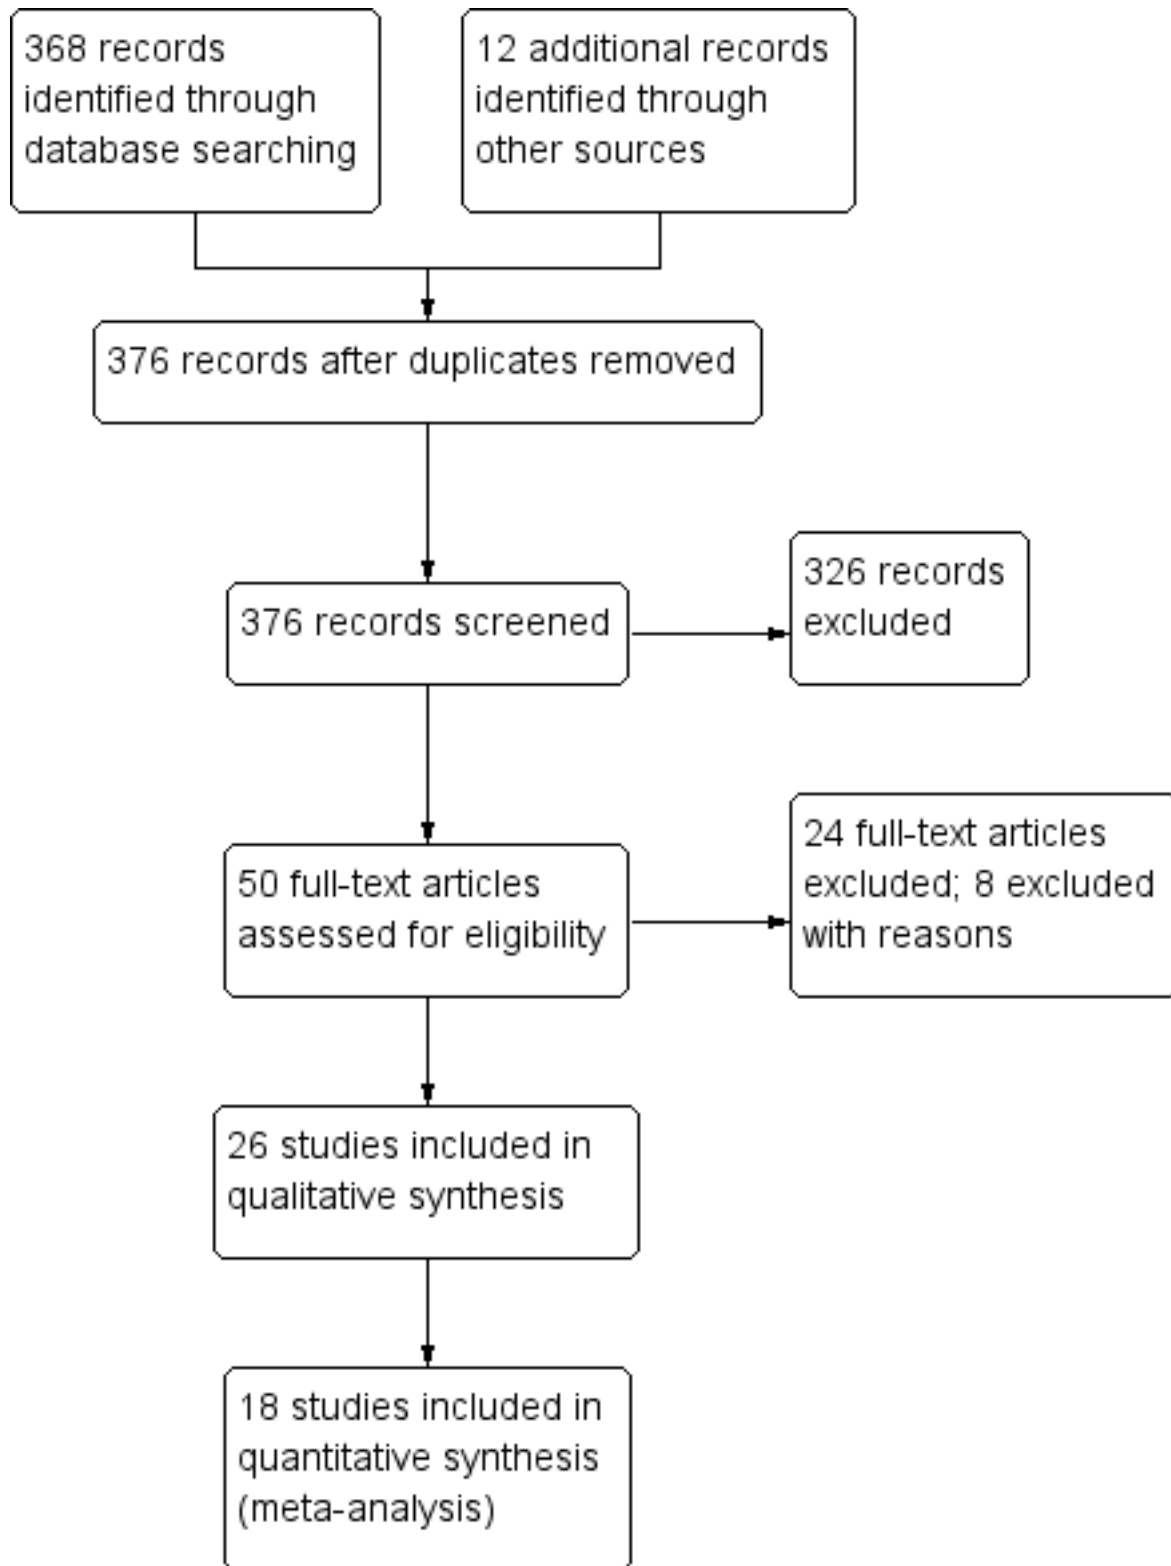 368 records
identified through
database searching
12 additional records
identified through
other sources
376 records after duplicates removed
376 records screened
326 records
excluded
50 full-text articles
assessed for eligibility
24 full-text articles
excluded; 8 excluded
with reasons
26 studies included in
qualitative synthesis
18 studies included in
quantitative synthesis
(meta-analysis)